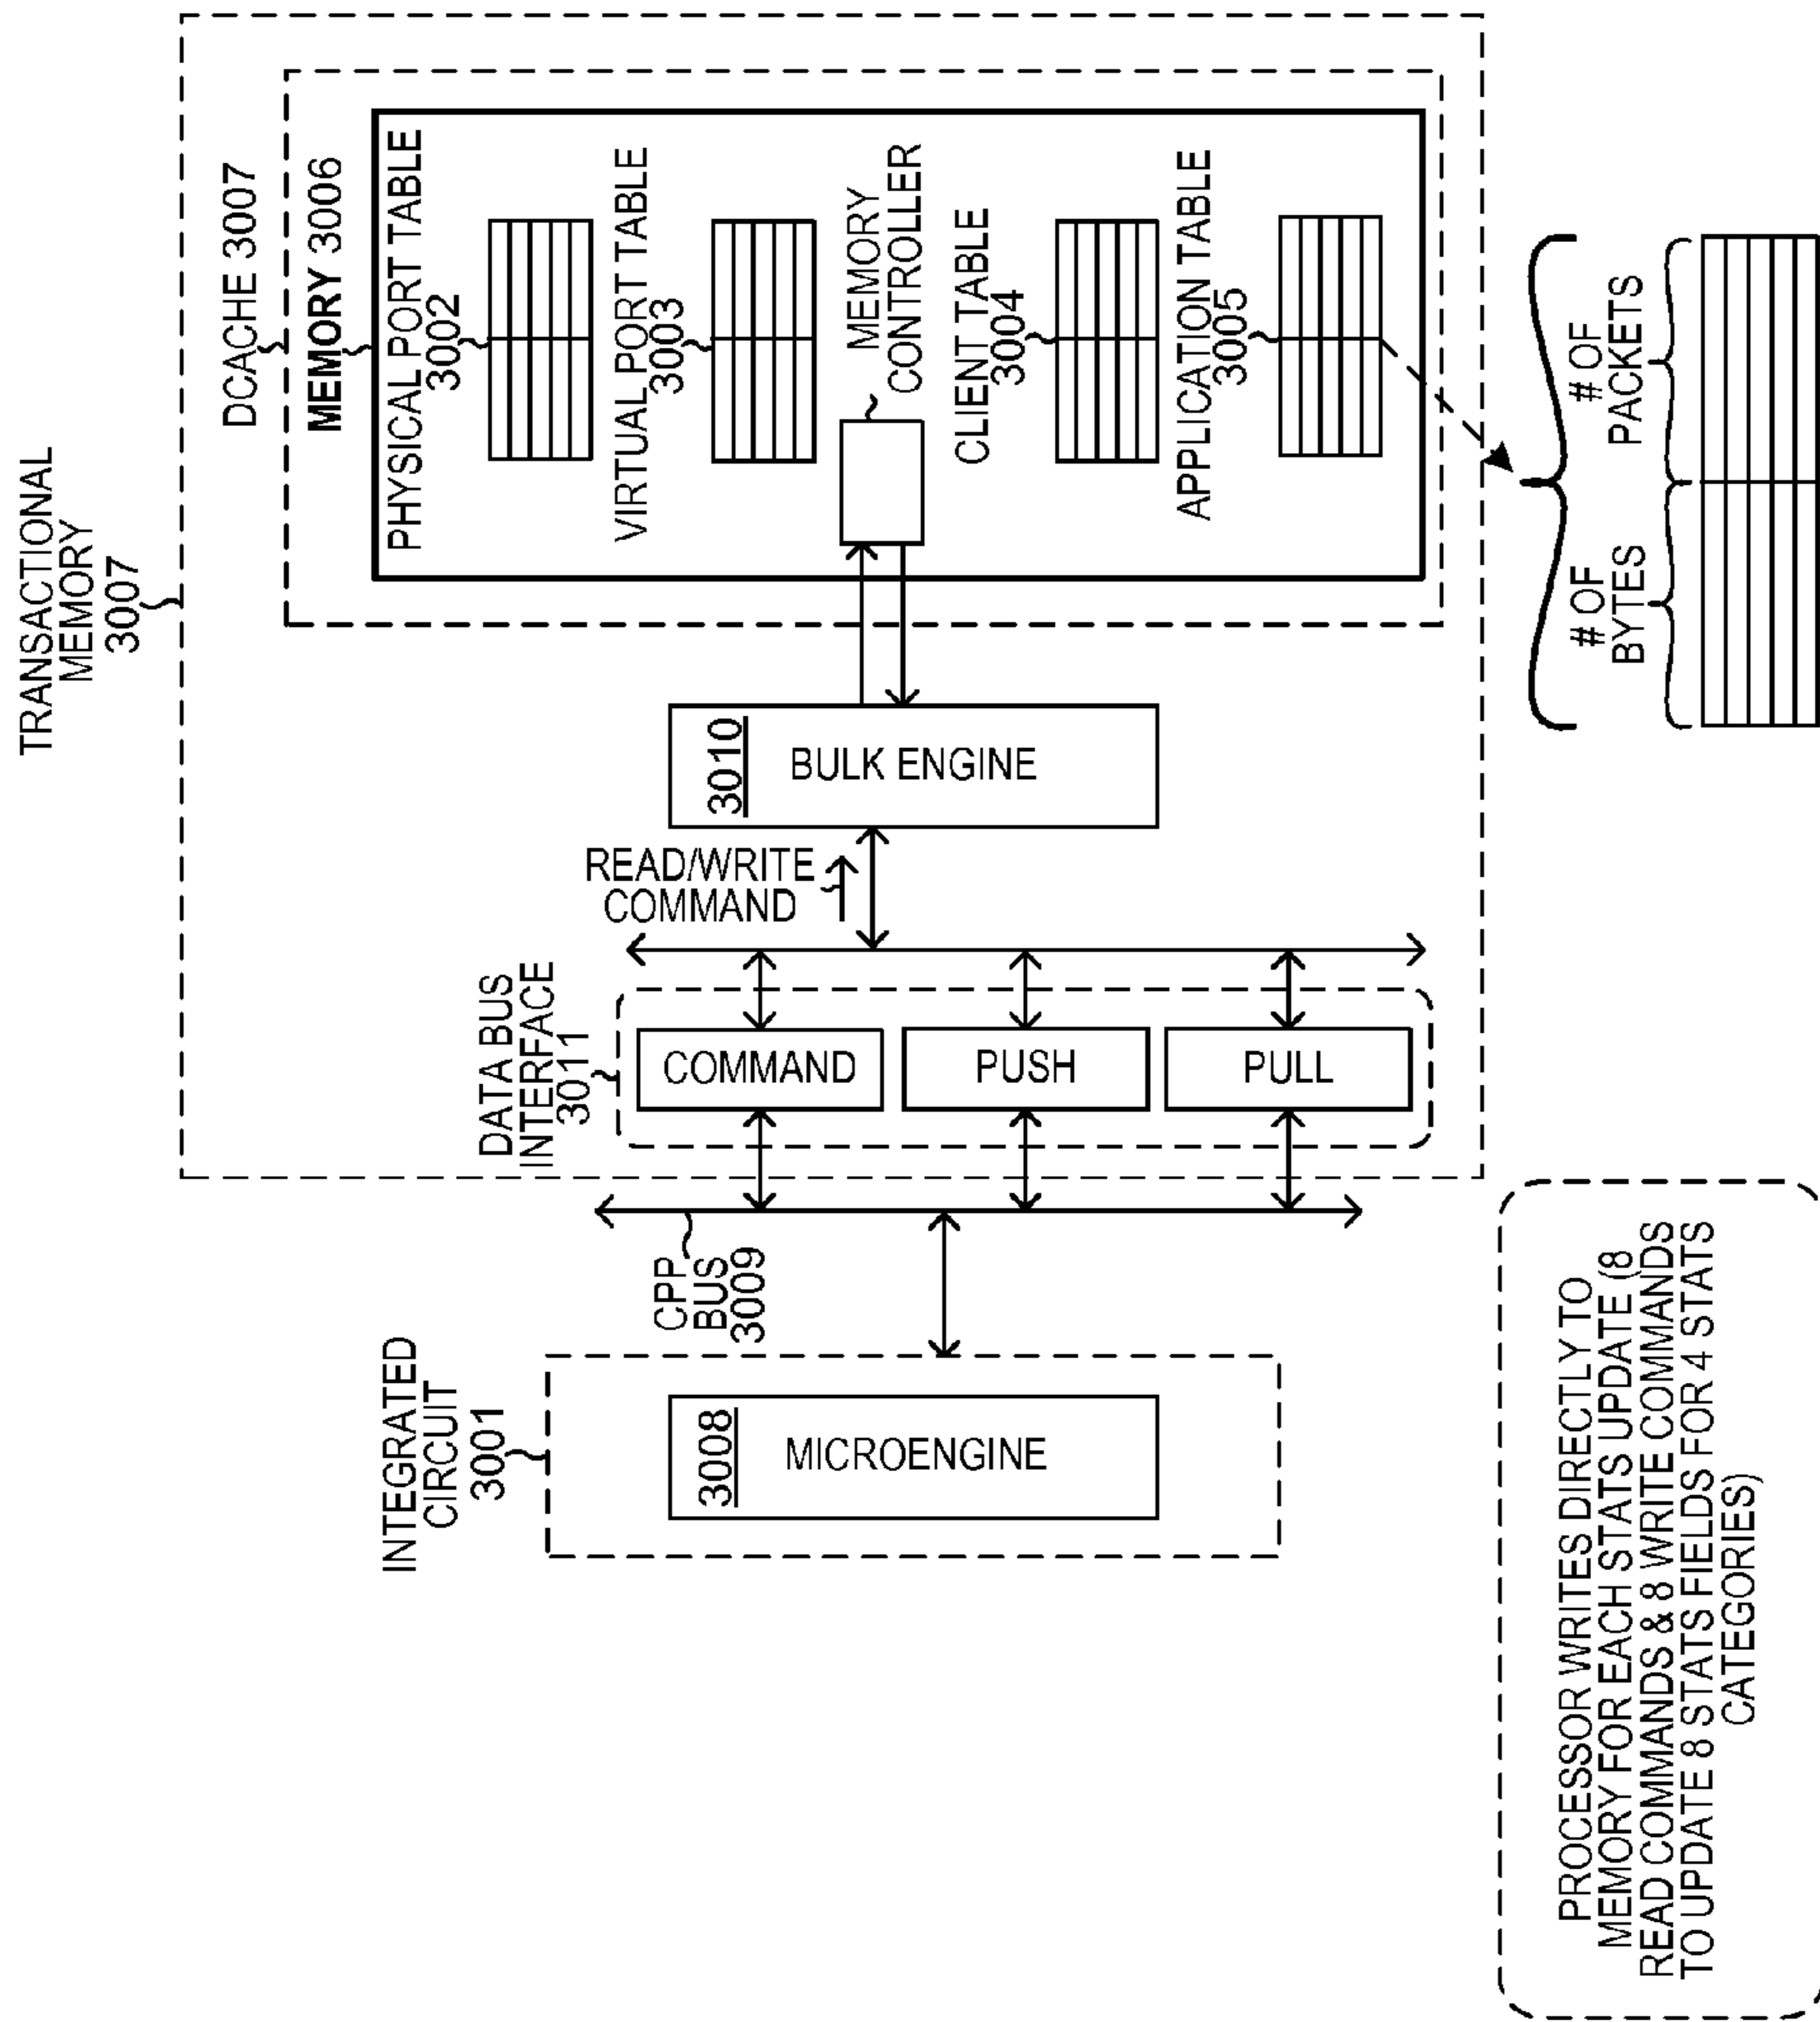 TRANSACTIONAL
MEMORY
3007
DCACHE 3007
MEMORY 3006
PHYSICAL PORT TABLE
3002
VIRTUAL PORT TABLE
3003
MEMORY
CONTROLLER
CLIENT TABLE
3004
APPLICATION TABLE
3005
INTEGRATED
CIRCUIT
3001
3008
MICROENGINE
CPP
BUS
3009
DATA BUS
INTERFACE
3011
COMMAND
PUSH
PULL
READ/WRITE
COMMAND
3010
BULK ENGINE
# OF
BYTES
# OF
PACKETS
PROCESSOR WRITES DIRECTLY TO
MEMORY FOR EACH STATS UPDATE (8
READ COMMANDS & 8 WRITE COMMANDS
TO UPDATE 8 STATS FIELDS FOR 4 STATS
CATEGORIES)